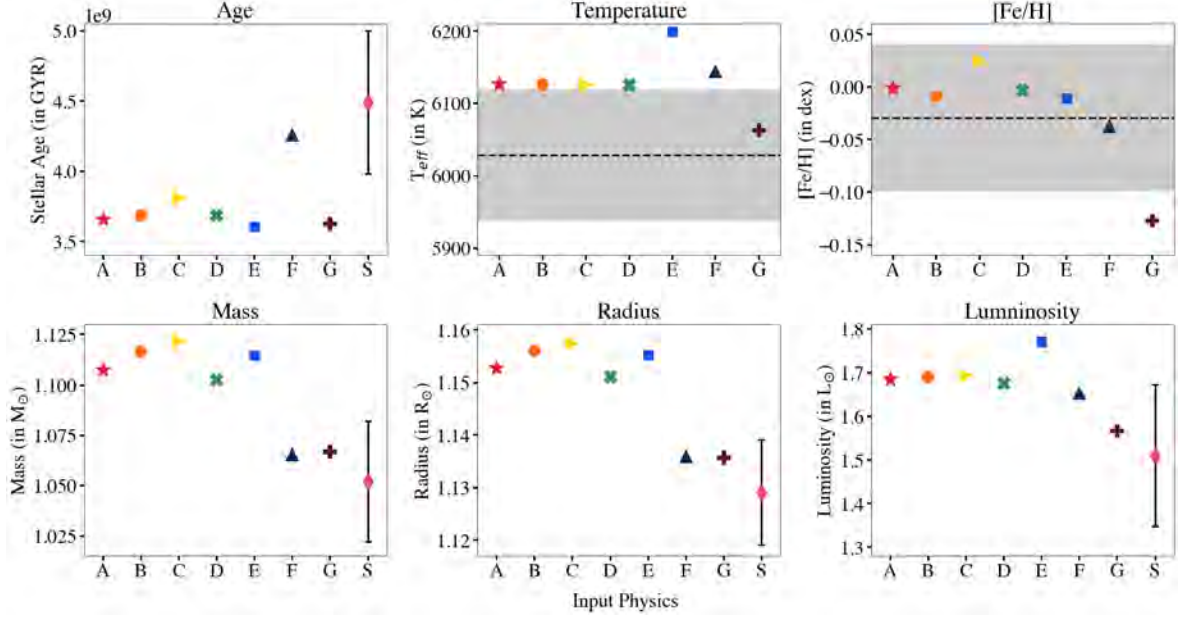 Age
Temperature
[Fe/H]
1e9
Stellar Age (in GYR)
5.0
4.5
4.0
3.5
A B C D E F G S
T_eff (in K)
6200
6100
6000
5900
A B C D E F G
[Fe/H] (in dex)
0.05
0.00
−0.05
−0.10
−0.15
A B C D E F G
Mass
Radius
Lumninosity
Mass (in M⊙)
1.125
1.100
1.075
1.050
1.025
A B C D E F G S
Radius (in R⊙)
1.16
1.15
1.14
1.13
1.12
A B C D E F G S
Luminosity (in L⊙)
1.8
1.7
1.6
1.5
1.4
1.3
A B C D E F G S
Input Physics